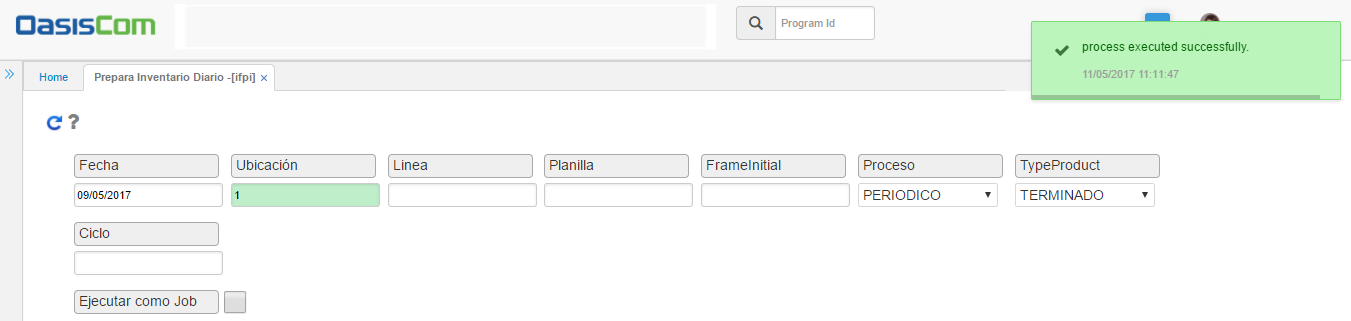 OasisCom
Program Id
process executed successfully.
11/05/2017 11:11:47
» Home Prepara Inventario Diario -[ifpi] ×
?
Fecha Ubicación Linea Planilla FrameInitial Proceso TypeProduct
09/05/2017 1 PERIODICO TERMINADO
Ciclo
Ejecutar como Job